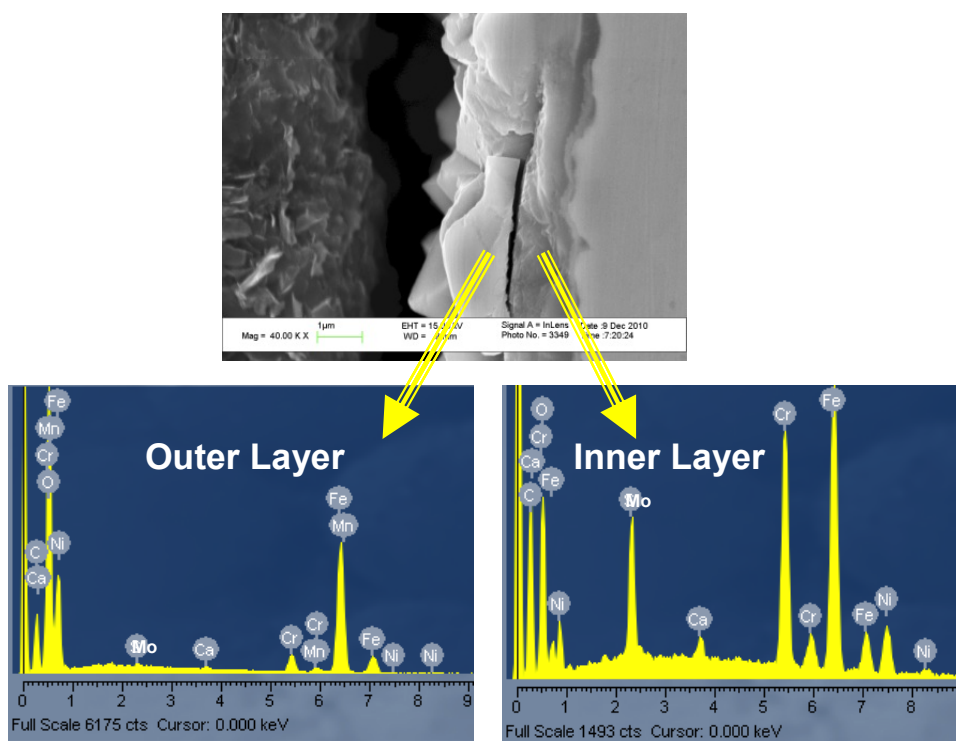 Mag = 40.00 K X
1µm
EHT = 15
WD =
Signal A = InLens
Photo No. = 3349
Date :9 Dec 2010
:7:20:24
Outer Layer
Fe
Mn
Cr
O
Ni
C
Ca
Mo
Ca
Cr
Cr
Mn
Fe
Mn
Fe
Ni
Ni
0 1 2 3 4 5 6 7 8 9
Full Scale 6175 cts Cursor: 0.000 keV
Inner Layer
O
Cr
Ca
C
Fe
Ni
Mo
Ca
Cr
Cr
Fe
Fe
Ni
Ni
0 1 2 3 4 5 6 7 8
Full Scale 1493 cts Cursor: 0.000 keV